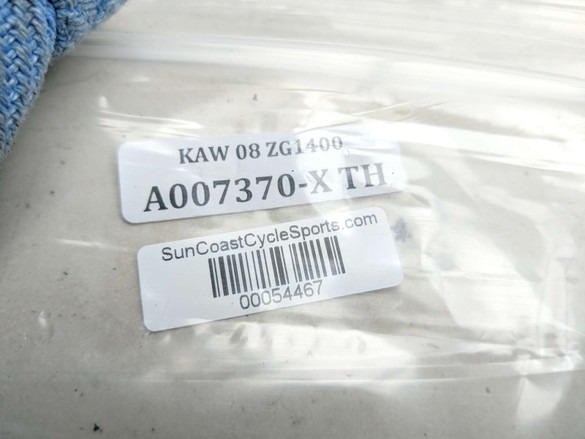 KAW 08 ZG1400
A007370-X TH
SunCoastCycleSports.com
00054467